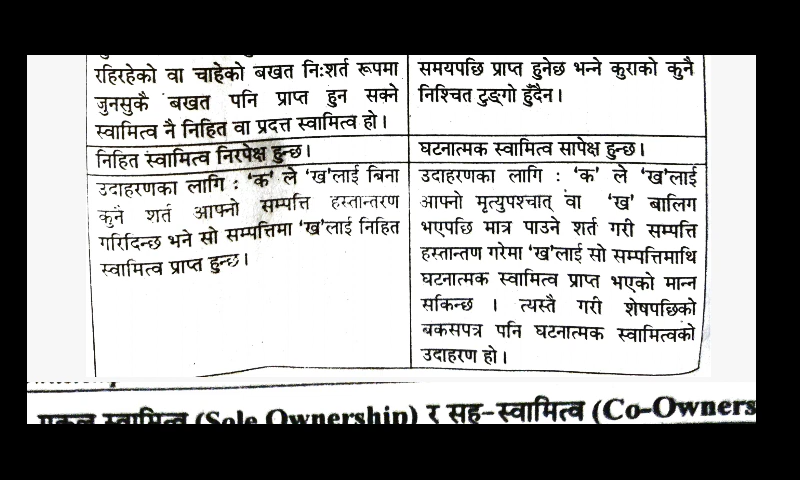 रहिरहेको वा चाहेको बखत निःशर्त रूपमा
जुनसुकै बखत पनि प्राप्त हुन सक्ने
स्वामित्व नै निहित वा प्रदत्त स्वामित्व हो।
समयपछि प्राप्त हुनेछ भन्ने कुराको कुनै
निश्चित टुङ्गो हुँदैन।
निहित स्वामित्व निरपेक्ष हुन्छ।
घटनात्मक स्वामित्व सापेक्ष हुन्छ।
उदाहरणका लागि : 'क' ले 'ख'लाई बिना
कुनै शर्त आफ्नो सम्पत्ति हस्तान्तरण
गरिदिन्छ भने सो सम्पत्तिमा 'ख'लाई निहित
स्वामित्व प्राप्त हुन्छ।
उदाहरणका लागि : 'क' ले 'ख'लाई
आफ्नो मृत्युपश्चात् वा 'ख' बालिग
भएपछि मात्र पाउने शर्त गरी सम्पत्ति
हस्तान्तण गरेमा 'ख'लाई सो सम्पत्तिमाथि
घटनात्मक स्वामित्व प्राप्त भएको मान्न
सकिन्छ । त्यस्तै गरी शेषपछिको
बकसपत्र पनि घटनात्मक स्वामित्वको
उदाहरण हो।
स्वामित्व (Sole Ownership) र सह-स्वामित्व (Co-Owners